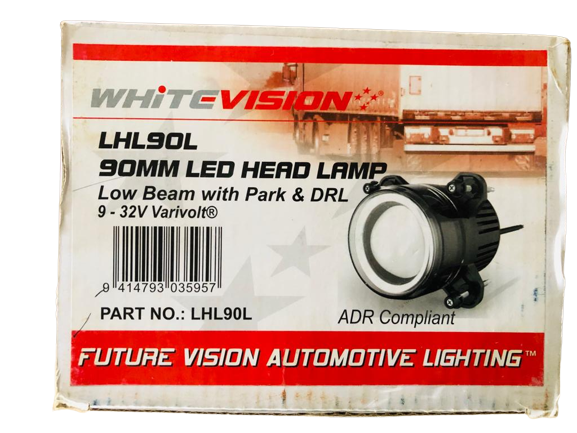 WHITEVISION
LHL90L
90MM LED HEAD LAMP
Low Beam with Park & DRL
9 - 32V Varivolt®
9 414793 035957
PART NO.: LHL90L
ADR Compliant
FUTURE VISION AUTOMOTIVE LIGHTING™